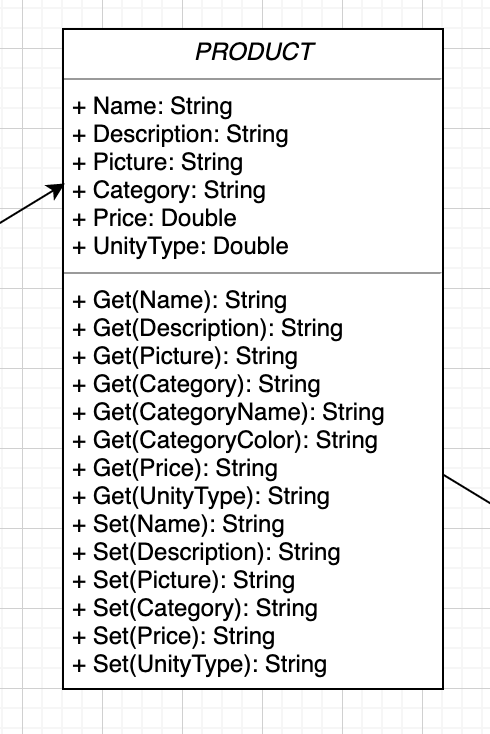 PRODUCT
+ Name: String
+ Description: String
+ Picture: String
+ Category: String
+ Price: Double
+ UnityType: Double
+ Get(Name): String
+ Get(Description): String
+ Get(Picture): String
+ Get(Category): String
+ Get(CategoryName): String
+ Get(CategoryColor): String
+ Get(Price): String
+ Get(UnityType): String
+ Set(Name): String
+ Set(Description): String
+ Set(Picture): String
+ Set(Category): String
+ Set(Price): String
+ Set(UnityType): String